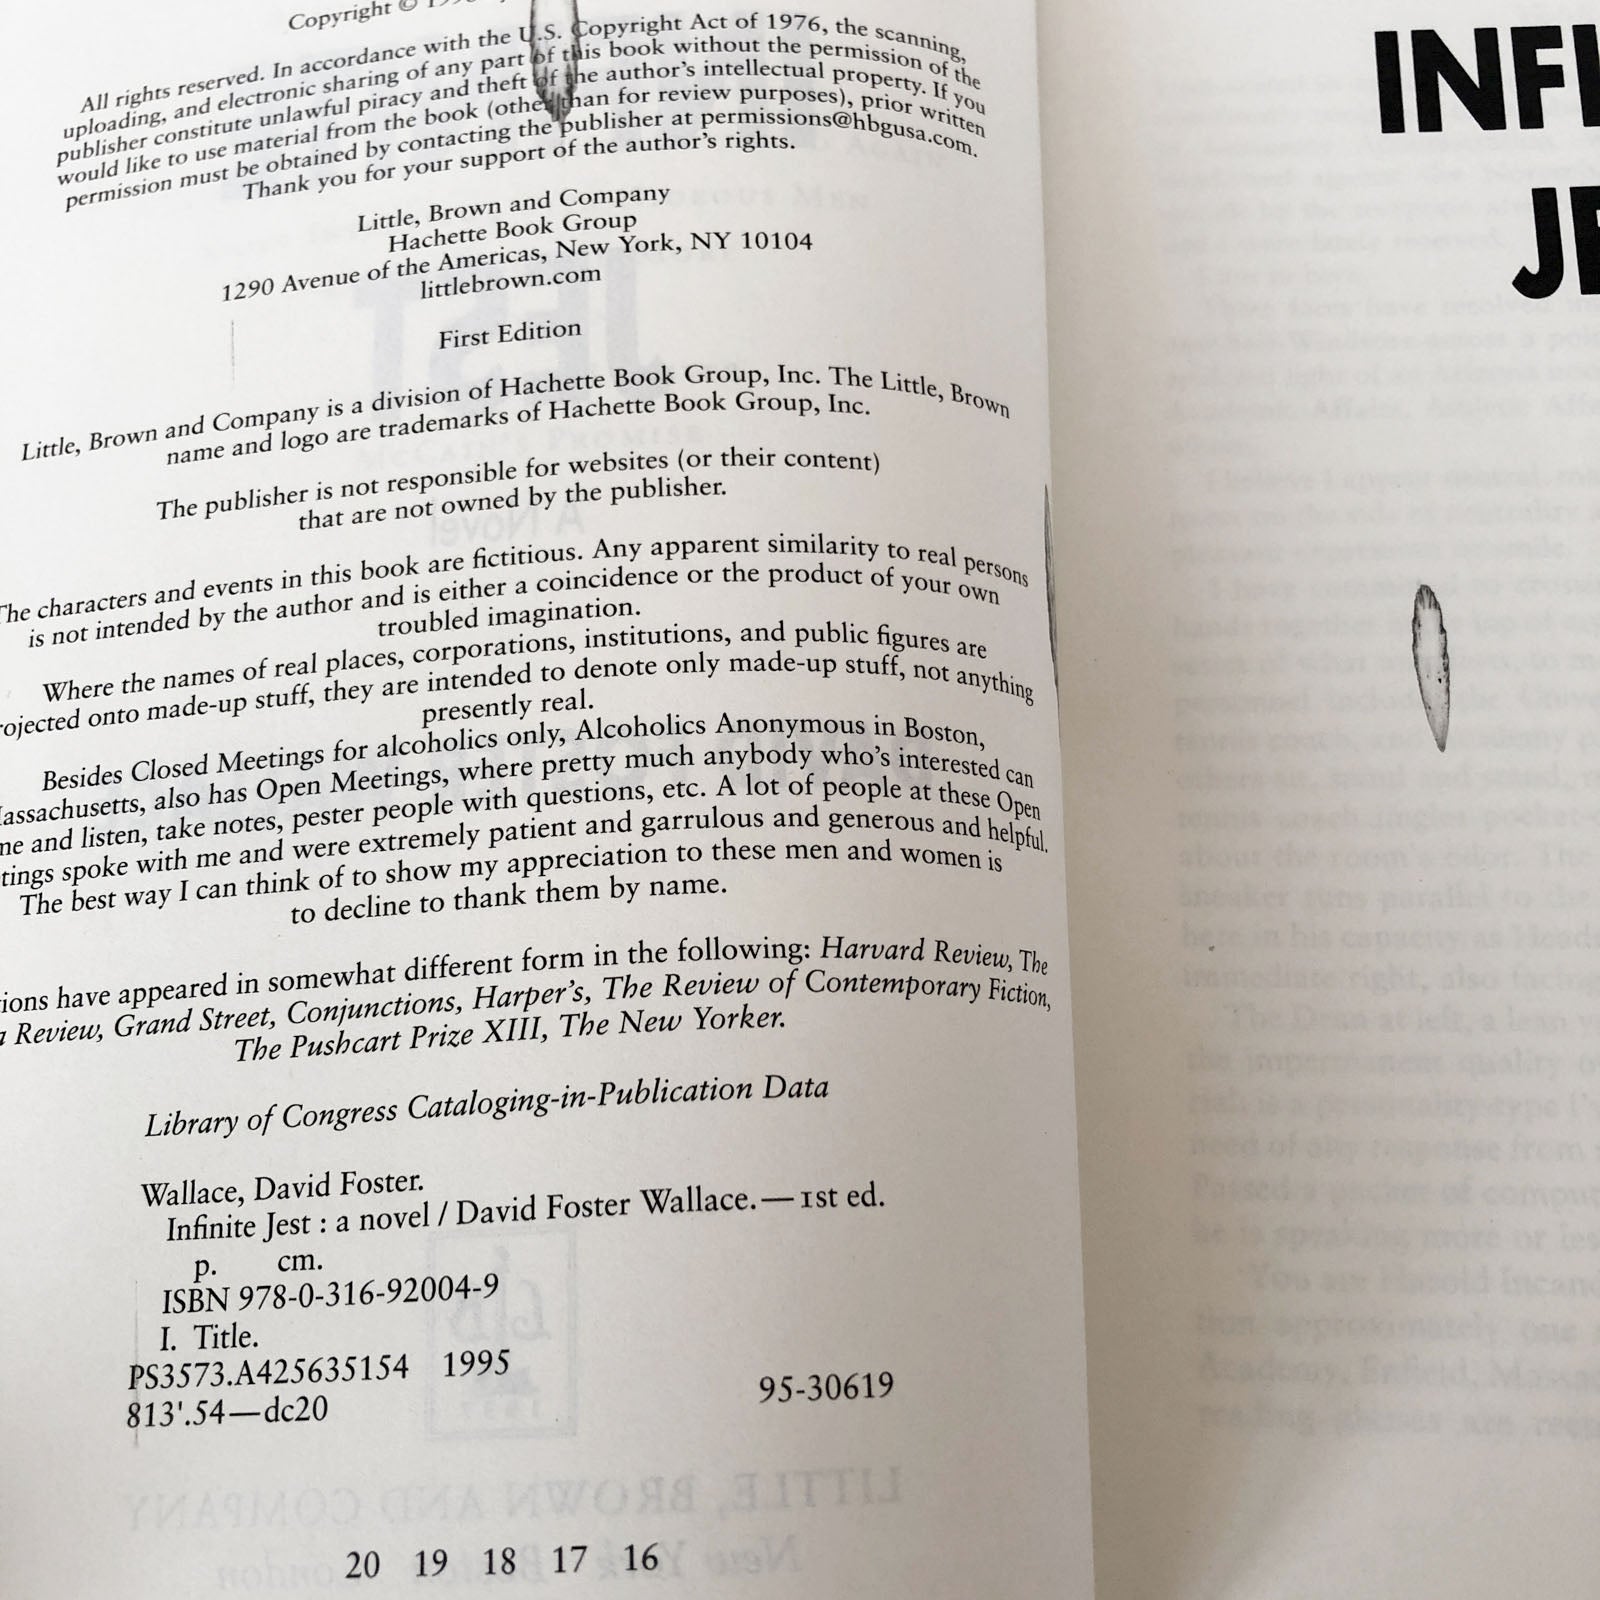 Copyright ©
All rights reserved. In accordance with the U.S. Copyright Act of 1976, the scanning,
uploading, and electronic sharing of any part of this book without the permission of the
publisher constitute unlawful piracy and theft of the author's intellectual property. If you
would like to use material from the book (other than for review purposes), prior written
permission must be obtained by contacting the publisher at permissions@hbgusa.com.
Thank you for your support of the author's rights.
Little, Brown and Company
Hachette Book Group
1290 Avenue of the Americas, New York, NY 10104
littlebrown.com
First Edition
Little, Brown and Company is a division of Hachette Book Group, Inc. The Little, Brown
name and logo are trademarks of Hachette Book Group, Inc.
The publisher is not responsible for websites (or their content)
that are not owned by the publisher.
The characters and events in this book are fictitious. Any apparent similarity to real persons
is not intended by the author and is either a coincidence or the product of your own
troubled imagination.
Where the names of real places, corporations, institutions, and public figures are
rojected onto made-up stuff, they are intended to denote only made-up stuff, not anything
presently real.
Besides Closed Meetings for alcoholics only, Alcoholics Anonymous in Boston,
assachusetts, also has Open Meetings, where pretty much anybody who's interested can
me and listen, take notes, pester people with questions, etc. A lot of people at these Open
tings spoke with me and were extremely patient and garrulous and generous and helpful.
The best way I can think of to show my appreciation to these men and women is
to decline to thank them by name.
ions have appeared in somewhat different form in the following: Harvard Review, The
a Review, Grand Street, Conjunctions, Harper's, The Review of Contemporary Fiction,
The Pushcart Prize XIII, The New Yorker.
Library of Congress Cataloging-in-Publication Data
Wallace, David Foster.
Infinite Jest : a novel / David Foster Wallace. — 1st ed.
p. cm.
ISBN 978-0-316-92004-9
I. Title.
PS3573.A425635154 1995
813'.54—dc20
95-30619
20 19 18 17 16
INFI
JE